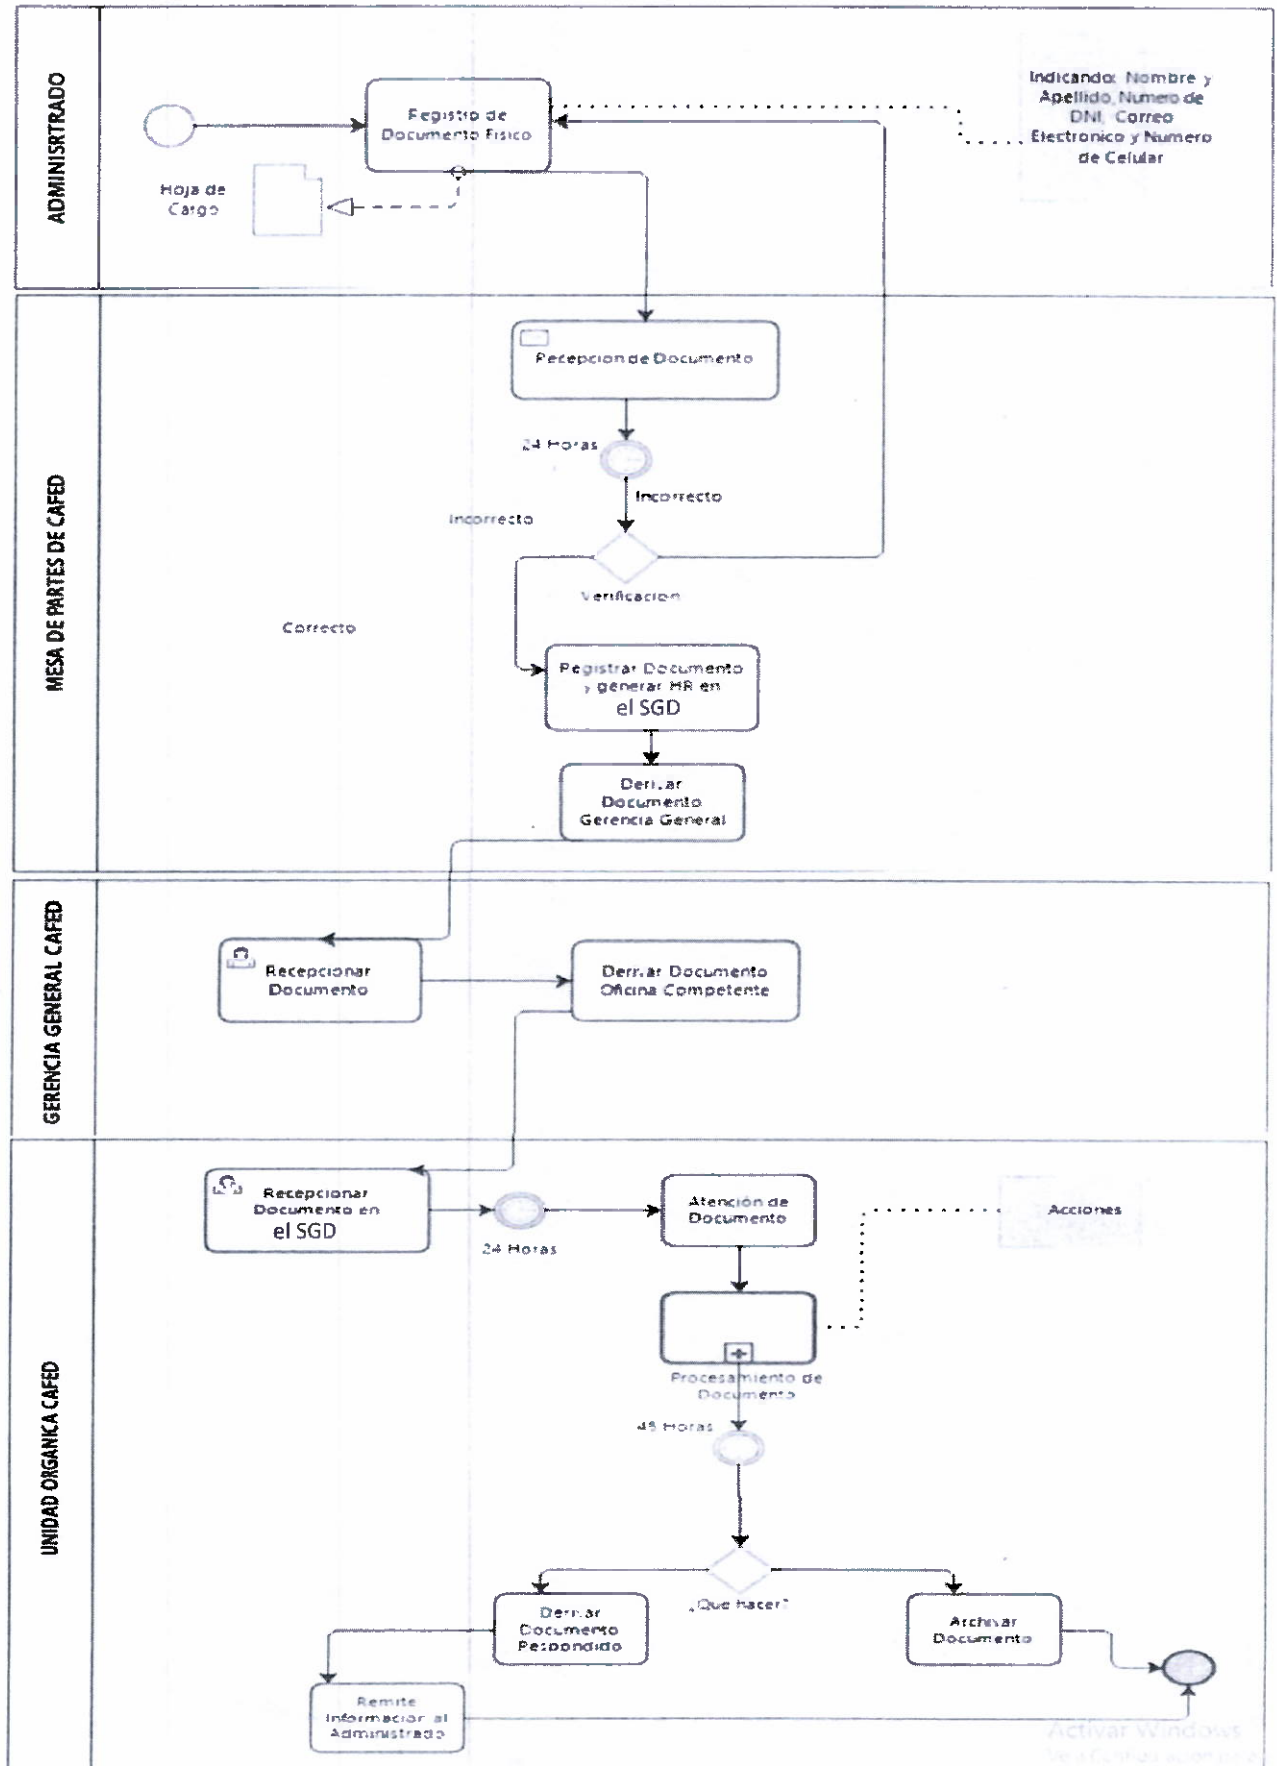 ADMINISRTRADO
Registro de
Documento Fisico
Indicando: Nombre y
Apellido, Numero de
DNI, Correo
Electronico y Numero
de Celular
Hoja de
Cargo
MESA DE PARTES DE CAFED
Recepcion de Documento
24 Horas
Incorrecto
Incorrecto
Verificacion
Correcto
Registrar Documento
y generar HR en
el SGD
Derivar
Documento
Gerencia General
GERENCIA GENERAL CAFED
Recepcionar
Documento
Derivar Documento
Oficina Competente
UNIDAD ORGANICA CAFED
Recepcionar
Documento en
el SGD
24 Horas
Atención de
Documento
Acciones
Procesamiento de
Documento
48 Horas
¿Que hacer?
Derivar
Documento
Respondido
Archivar
Documento
Remite
Informacion al
Administrado
Activar Windows